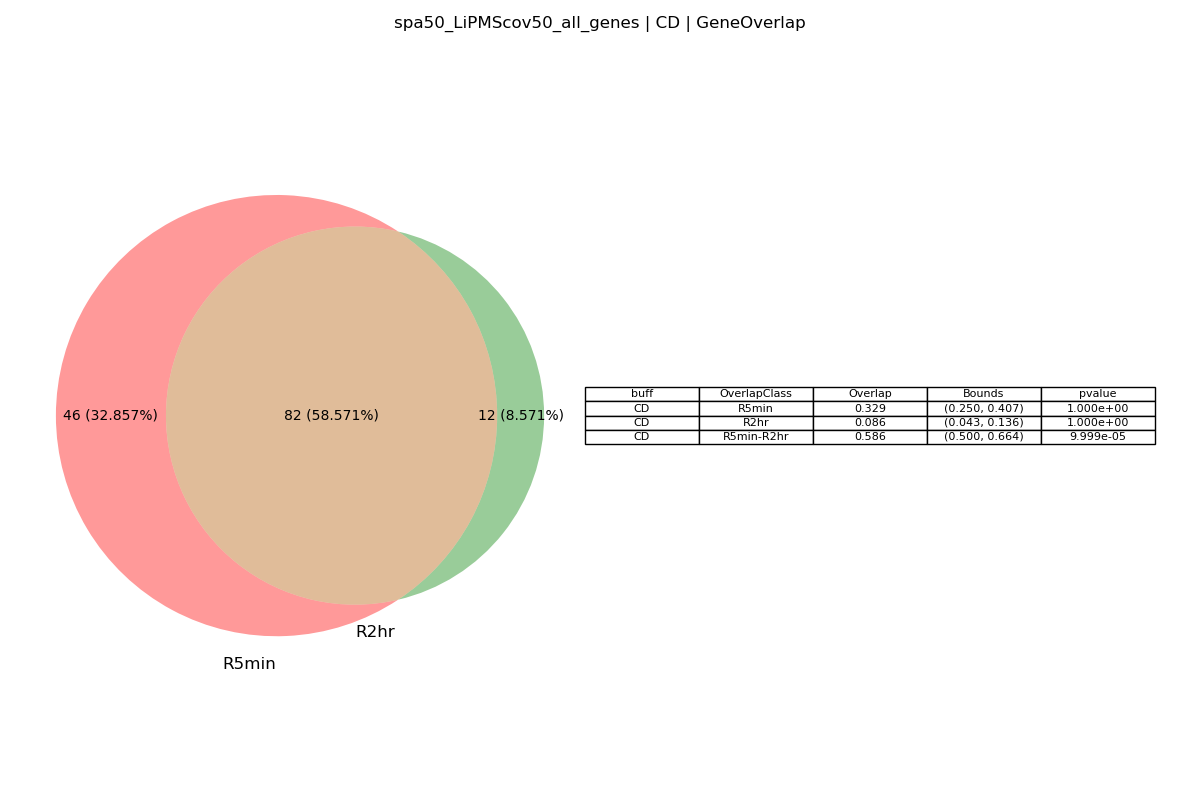 spa50_LiPMScov50_all_genes | CD | GeneOverlap
46 (32.857%) 82 (58.571%) 12 (8.571%)
R2hr
R5min
buff OverlapClass Overlap Bounds pvalue
CD R5min 0.329 (0.250, 0.407) 1.000e+00
CD R2hr 0.086 (0.043, 0.136) 1.000e+00
CD R5min-R2hr 0.586 (0.500, 0.664) 9.999e-05